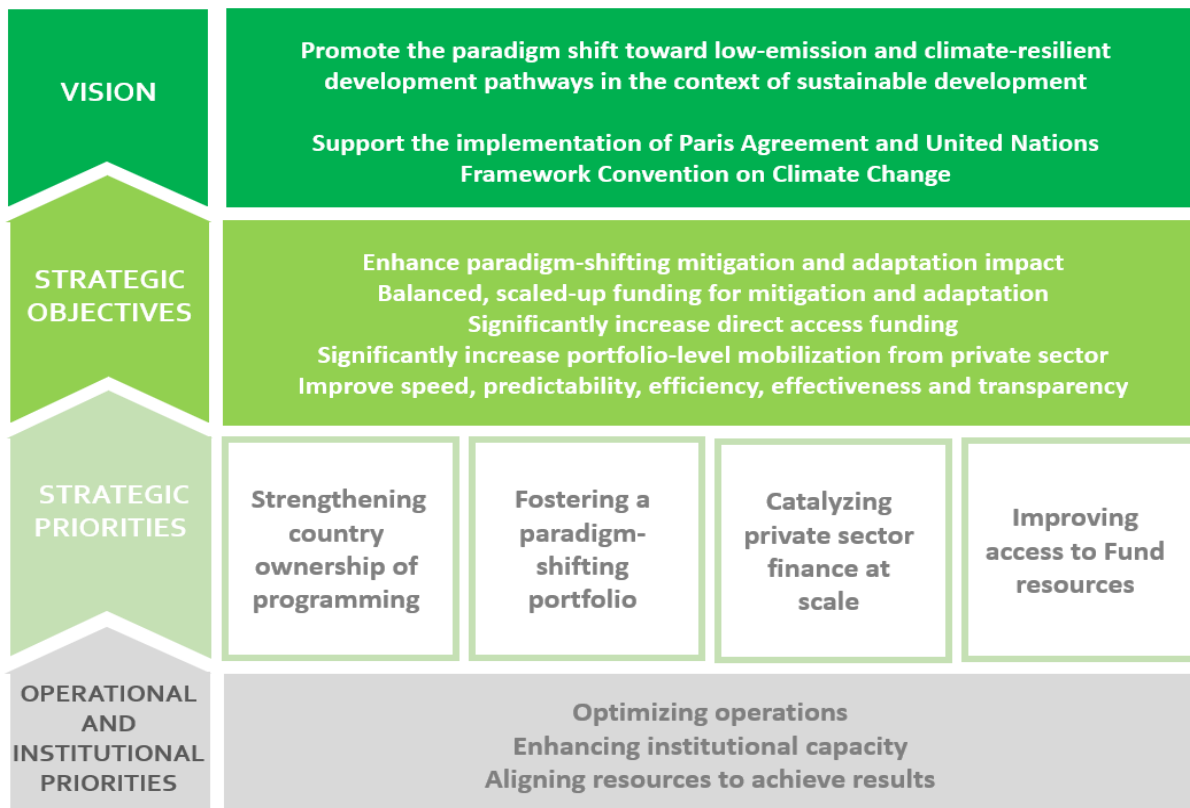 VISION
Promote the paradigm shift toward low-emission and climate-resilient
development pathways in the context of sustainable development
Support the implementation of Paris Agreement and United Nations
Framework Convention on Climate Change
STRATEGIC
OBJECTIVES
Enhance paradigm-shifting mitigation and adaptation impact
Balanced, scaled-up funding for mitigation and adaptation
Significantly increase direct access funding
Significantly increase portfolio-level mobilization from private sector
Improve speed, predictability, efficiency, effectiveness and transparency
STRATEGIC
PRIORITIES
Strengthening
country
ownership of
programming
Fostering a
paradigm-
shifting
portfolio
Catalyzing
private sector
finance at
scale
Improving
access to Fund
resources
OPERATIONAL
AND
INSTITUTIONAL
PRIORITIES
Optimizing operations
Enhancing institutional capacity
Aligning resources to achieve results